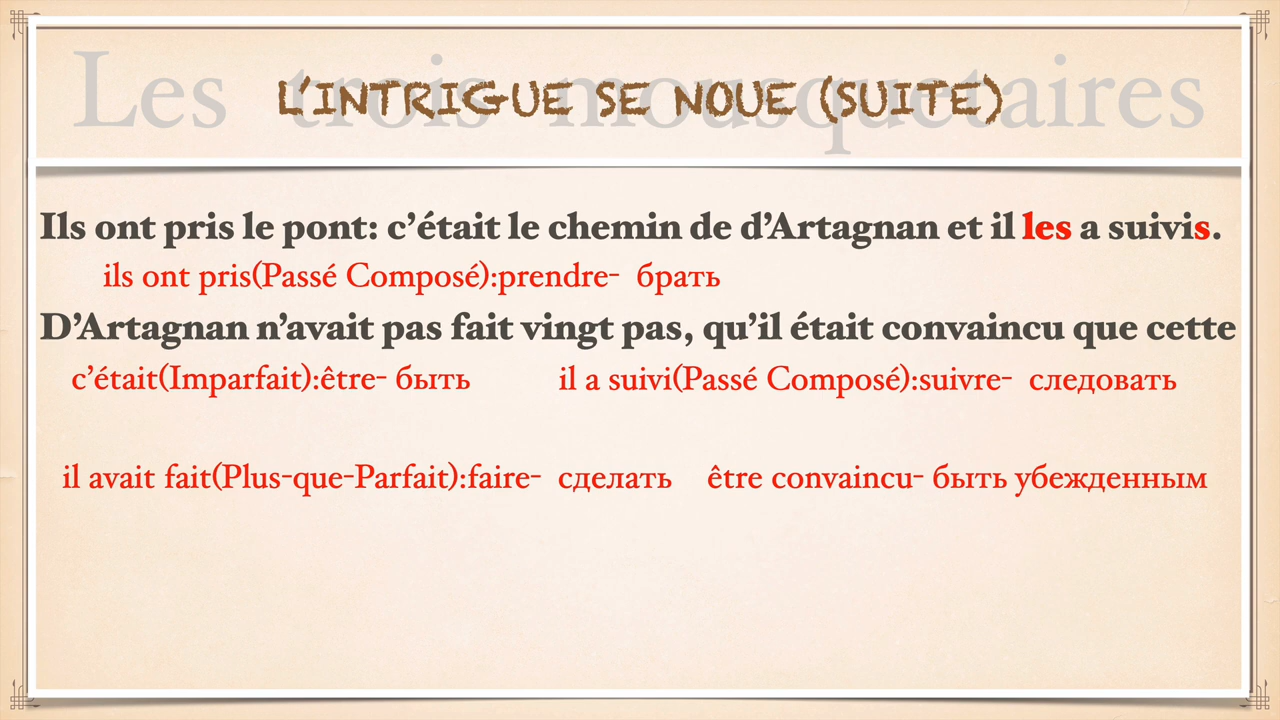 Les trois mousquetaires
L'INTRIGUE SE NOUE (SUITE)
Ils ont pris le pont: c’était le chemin de d’Artagnan et il les a suivis.
ils ont pris(Passé Composé):prendre- брать
D’Artagnan n’avait pas fait vingt pas, qu’il était convaincu que cette
c’était(Imparfait):être- быть il a suivi(Passé Composé):suivre- следовать
il avait fait(Plus-que-Parfait):faire- сделать être convaincu- быть убежденным